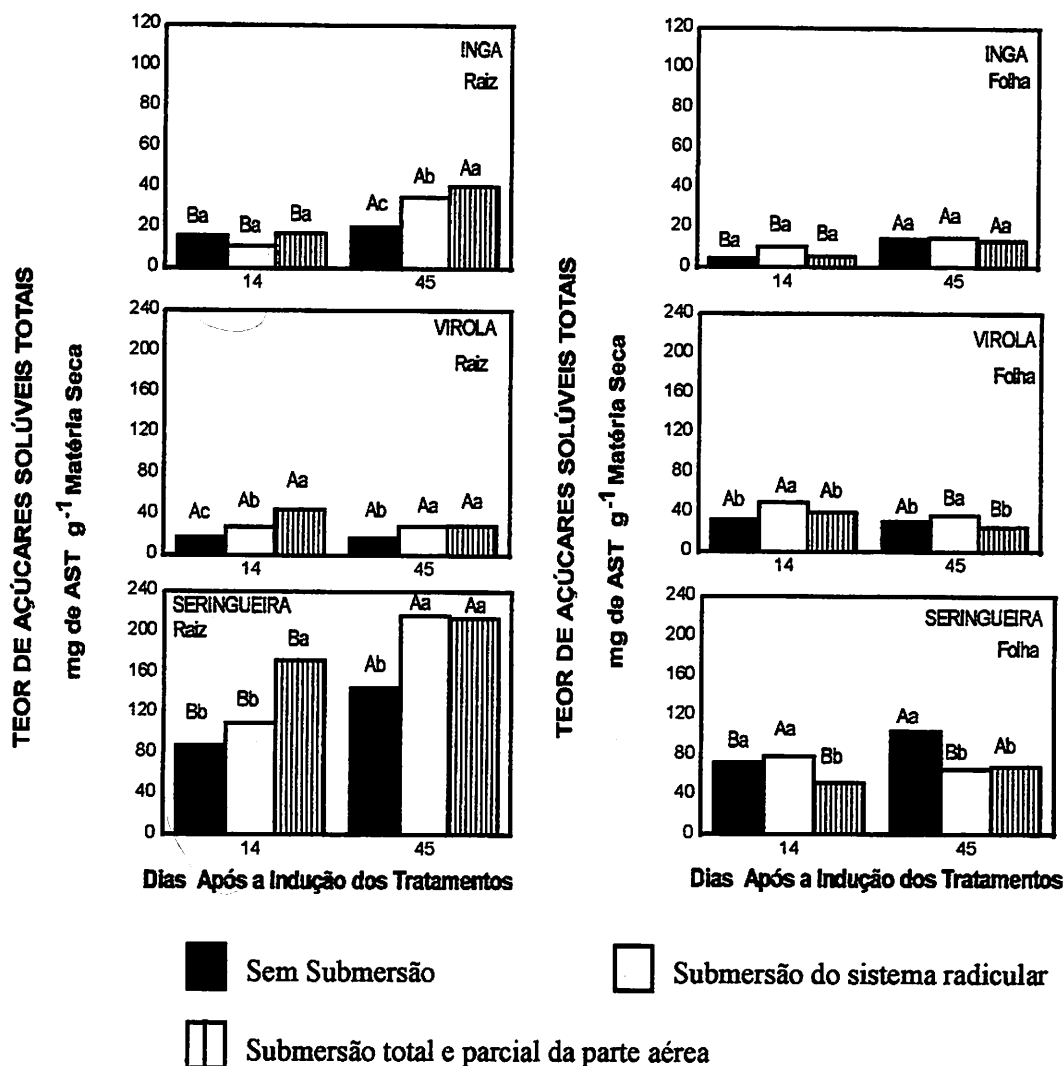 TEOR DE AÇÚCARES SOLÚVEIS TOTAIS
mg de AST g-1 Matéria Seca
120
100
80
60
40
20
0
INGA
Raiz
Ba
Ba
Ba
Ac
Ab
Aa
14
45
240
200
160
120
80
40
0
VIROLA
Raiz
Ac
Ab
Aa
Ab
Aa
Aa
14
45
240
200
160
120
80
40
0
SERINGUEIRA
Raiz
Bb
Bb
Ba
Ab
Aa
Aa
14
45
Dias Após a Indução dos Tratamentos
TEOR DE AÇÚCARES SOLÚVEIS TOTAIS
mg de AST g-1 Matéria Seca
120
100
80
60
40
20
0
INGA
Folha
Ba
Ba
Ba
Aa
Aa
Aa
14
45
240
200
160
120
80
40
0
VIROLA
Folha
Ab
Aa
Ab
Ab
Ba
Bb
14
45
240
200
160
120
80
40
0
SERINGUEIRA
Folha
Ba
Aa
Bb
Aa
Bb
Ab
14
45
Dias Após a Indução dos Tratamentos
Sem Submersão
Submersão do sistema radicular
Submersão total e parcial da parte aérea